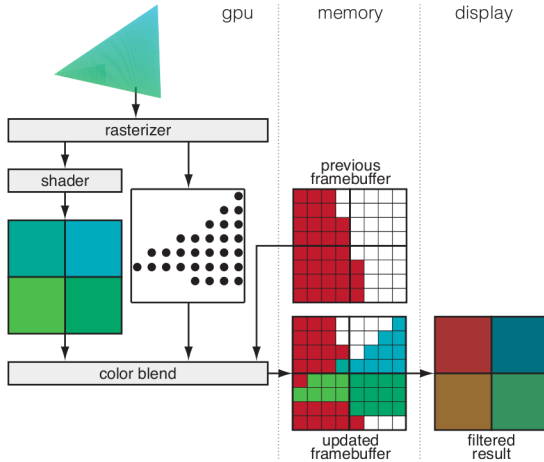 gpu
memory
display
rasterizer
shader
previous
framebuffer
color blend
updated
framebuffer
filtered
result